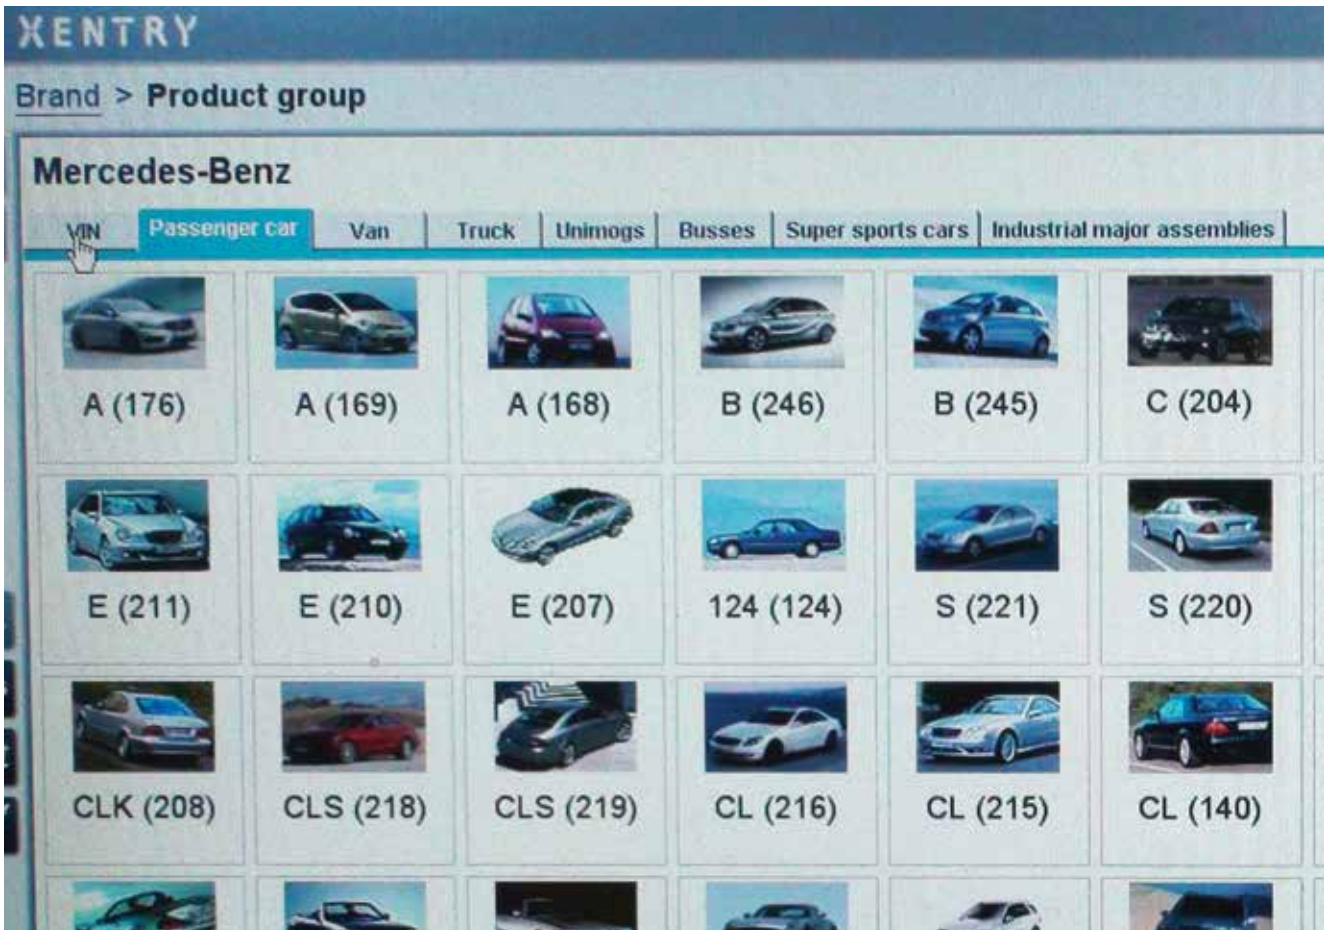 XENTRY
Brand > Product group
Mercedes-Benz
VIN Passenger car Van Truck Unimogs Busses Super sports cars Industrial major assemblies
A (176) A (169) A (168) B (246) B (245) C (204)
E (211) E (210) E (207) 124 (124) S (221) S (220)
CLK (208) CLS (218) CLS (219) CL (216) CL (215) CL (140)